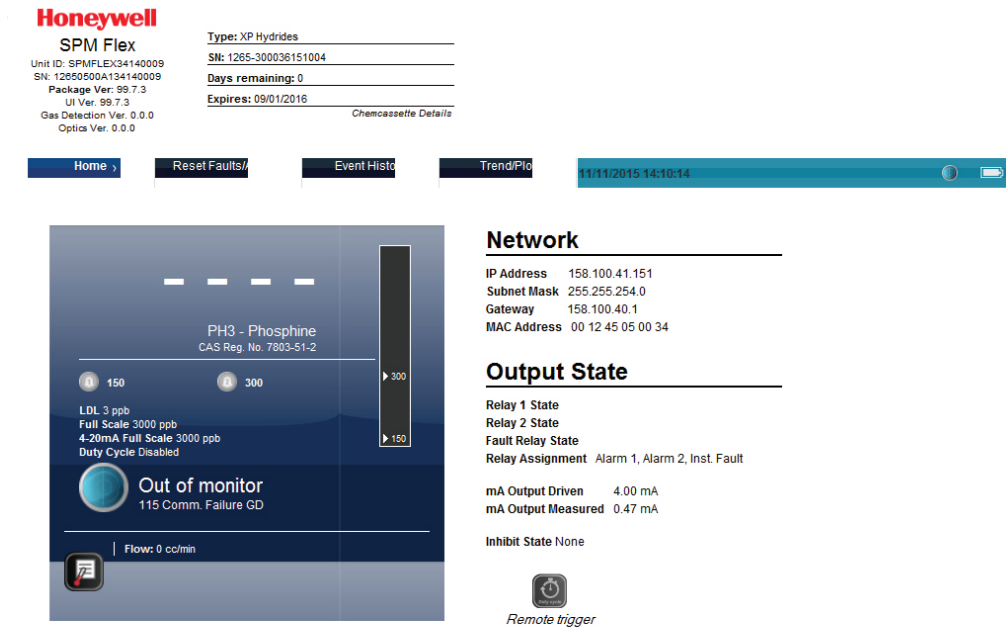 Honeywell
SPM Flex
Unit ID: SPMFLEX34140009
SN: 12650500A134140009
Package Ver: 99.7.3
UI Ver. 99.7.3
Gas Detection Ver. 0.0.0
Optics Ver. 0.0.0
Type: XP Hydrides
SN: 1265-300036151004
Days remaining: 0
Expires: 09/01/2016
Chemcassette Details
Home ›
Reset Faults/A
Event Histo
Trend/Plo
11/11/2015 14:10:14
– – – –
PH3 - Phosphine
CAS Reg. No. 7803-51-2
150
300
300
150
LDL 3 ppb
Full Scale 3000 ppb
4-20mA Full Scale 3000 ppb
Duty Cycle Disabled
Out of monitor
115 Comm. Failure GD
Flow: 0 cc/min
Network
IP Address 158.100.41.151
Subnet Mask 255.255.254.0
Gateway 158.100.40.1
MAC Address 00 12 45 05 00 34
Output State
Relay 1 State
Relay 2 State
Fault Relay State
Relay Assignment Alarm 1, Alarm 2, Inst. Fault
mA Output Driven 4.00 mA
mA Output Measured 0.47 mA
Inhibit State None
Duty cycle
Remote trigger